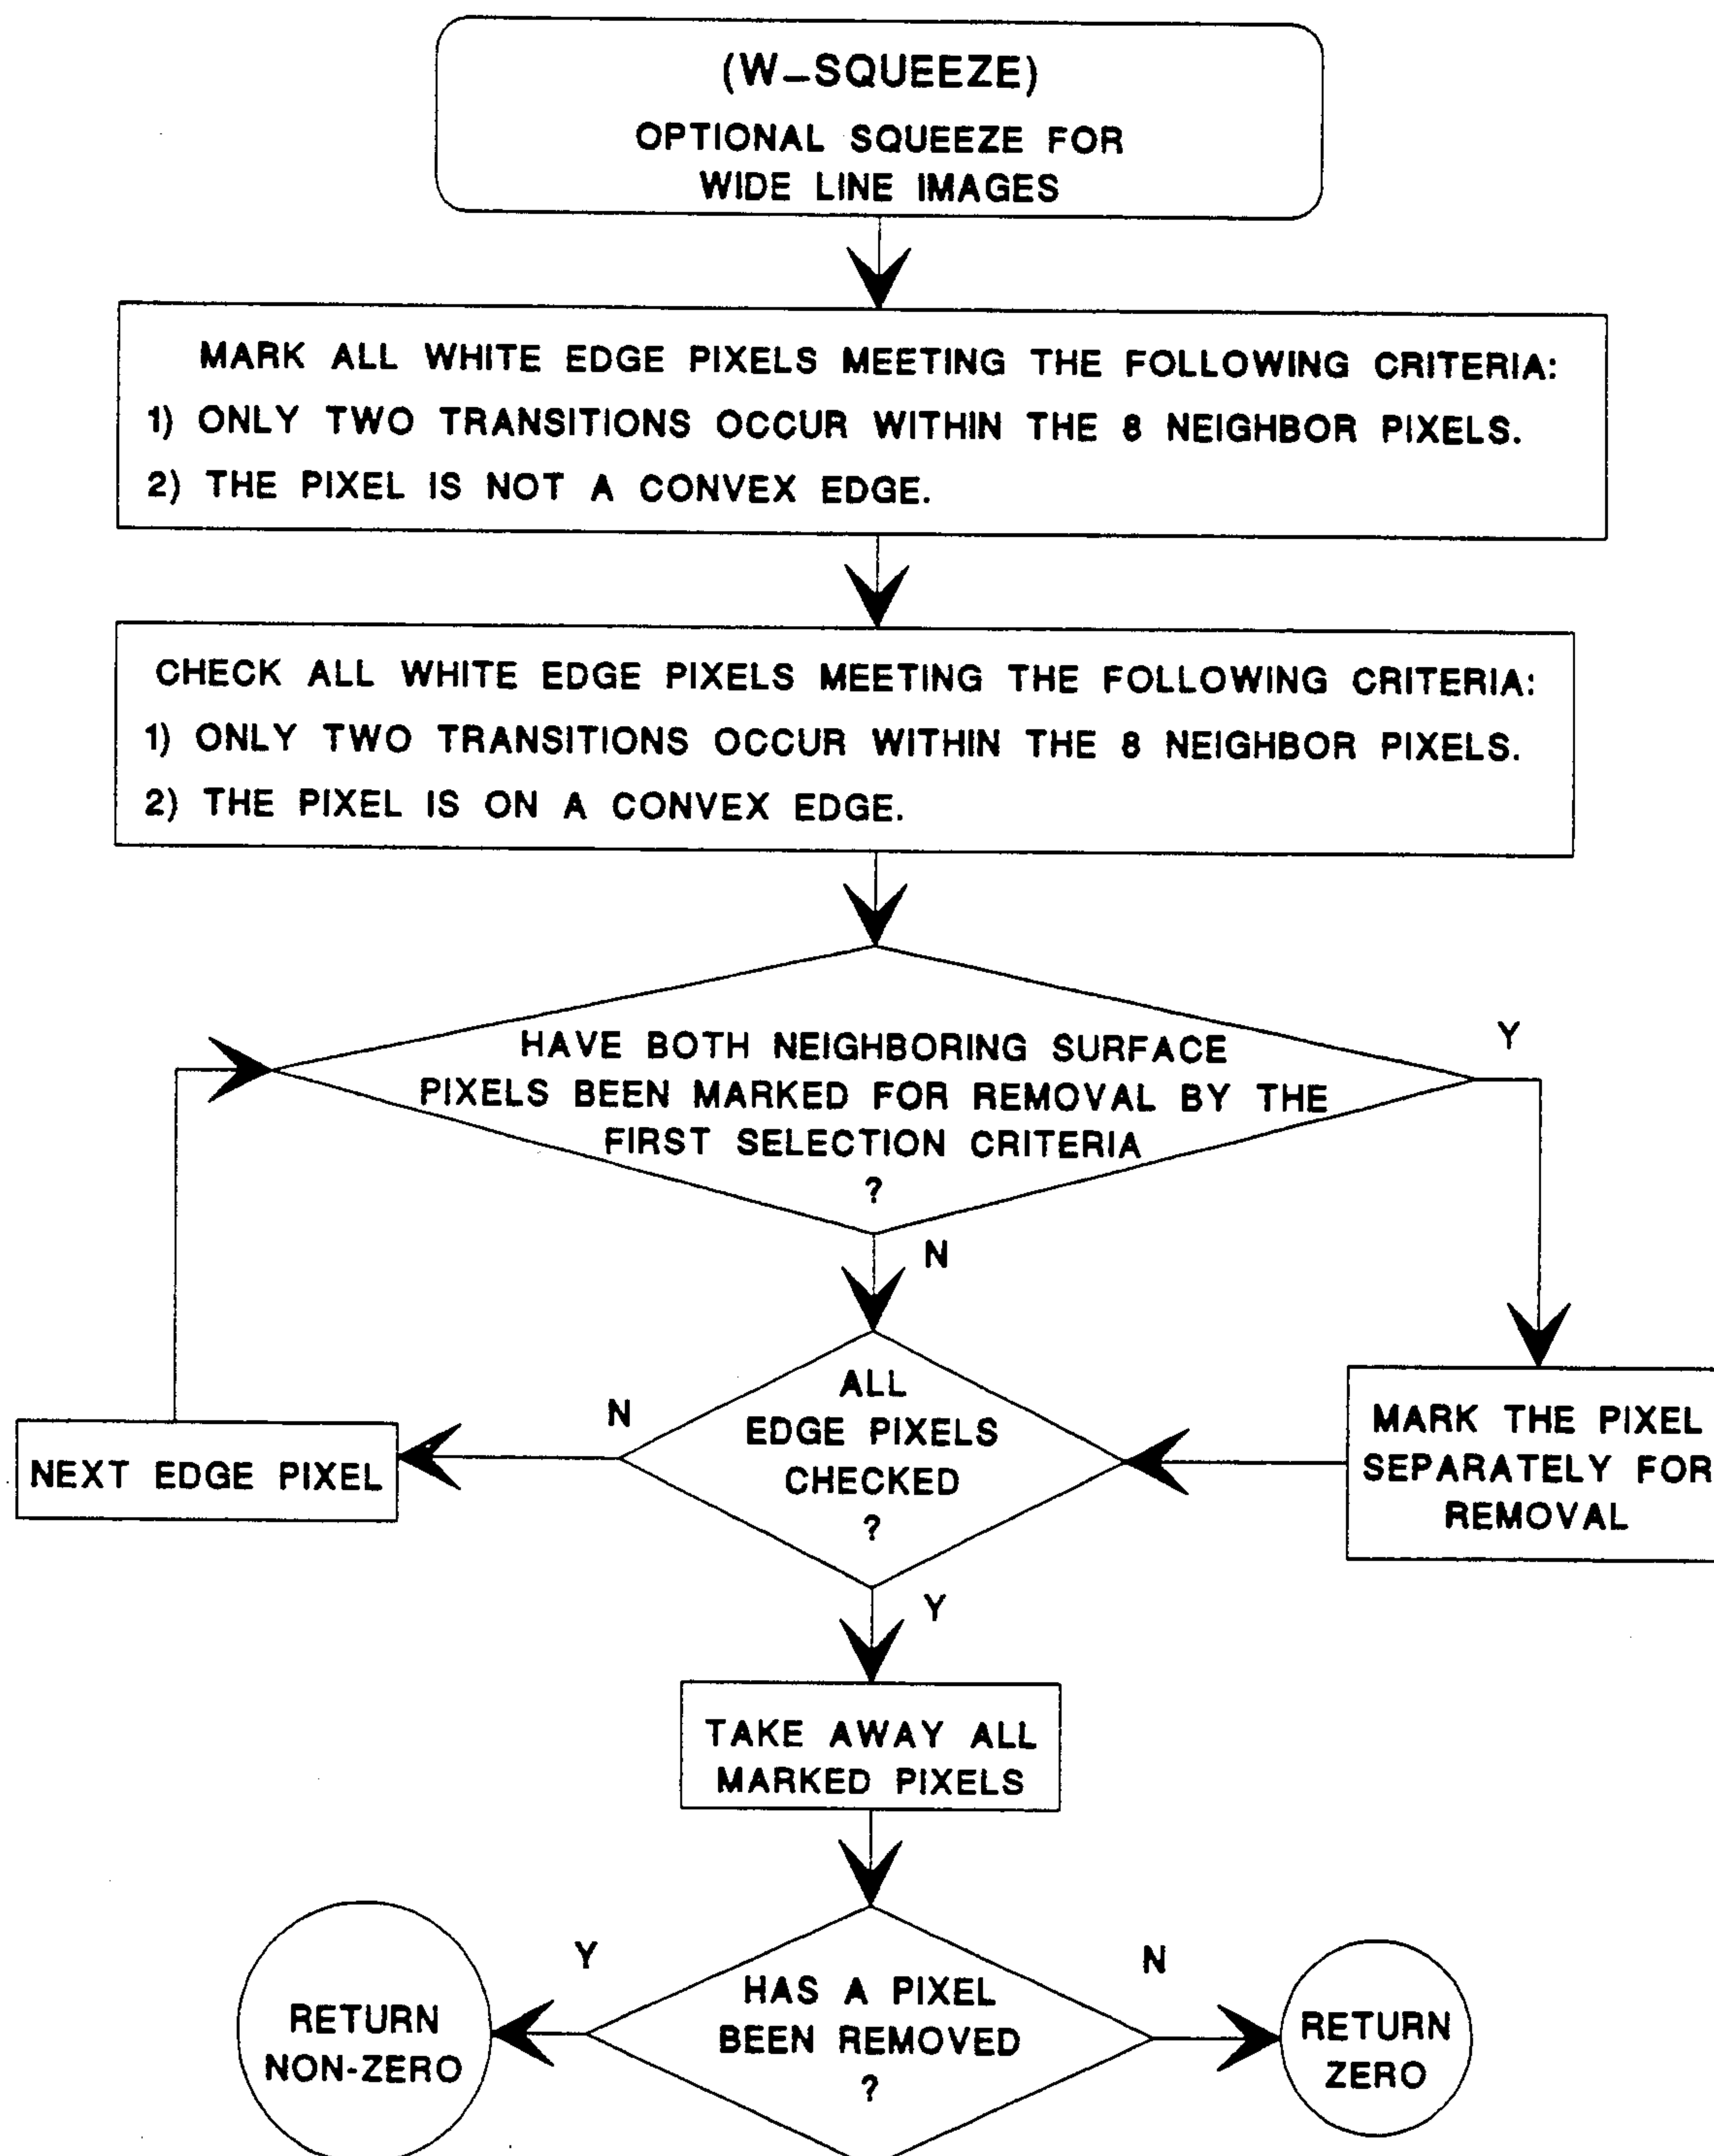 (W-SQUEEZE)
OPTIONAL SQUEEZE FOR
WIDE LINE IMAGES
MARK ALL WHITE EDGE PIXELS MEETING THE FOLLOWING CRITERIA:
1) ONLY TWO TRANSITIONS OCCUR WITHIN THE 8 NEIGHBOR PIXELS.
2) THE PIXEL IS NOT A CONVEX EDGE.
CHECK ALL WHITE EDGE PIXELS MEETING THE FOLLOWING CRITERIA:
1) ONLY TWO TRANSITIONS OCCUR WITHIN THE 8 NEIGHBOR PIXELS.
2) THE PIXEL IS ON A CONVEX EDGE.
HAVE BOTH NEIGHBORING SURFACE
PIXELS BEEN MARKED FOR REMOVAL BY THE
FIRST SELECTION CRITERIA
?
Y
N
ALL
EDGE PIXELS
CHECKED
?
N
NEXT EDGE PIXEL
MARK THE PIXEL
SEPARATELY FOR
REMOVAL
Y
TAKE AWAY ALL
MARKED PIXELS
HAS A PIXEL
BEEN REMOVED
?
Y
RETURN
NON-ZERO
N
RETURN
ZERO